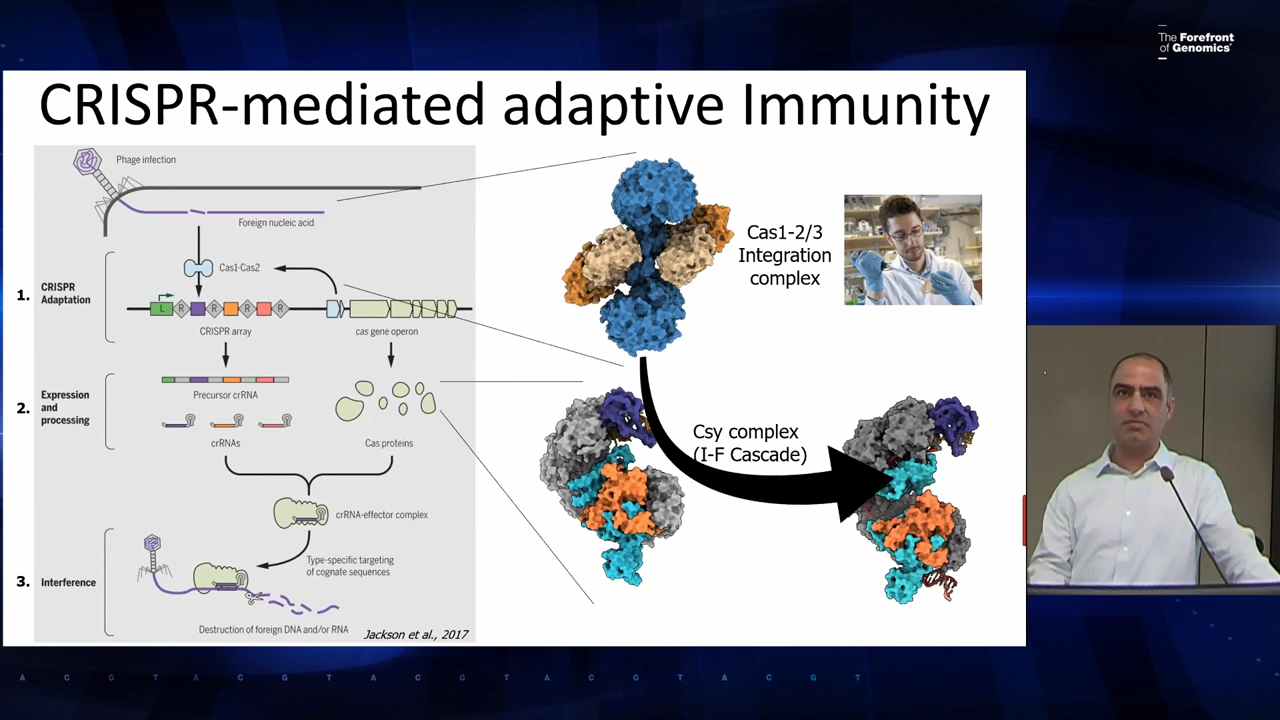 The Forefront
of Genomics
CRISPR-mediated adaptive Immunity
Phage infection
Foreign nucleic acid
Cas1-Cas2
1. CRISPR
Adaptation
L R R R R
CRISPR array
cas gene operon
2. Expression
and
processing
Precursor crRNA
crRNAs
Cas proteins
crRNA-effector complex
3. Interference
Type-specific targeting
of cognate sequences
Destruction of foreign DNA and/or RNA
Jackson et al., 2017
Cas1-2/3
Integration
complex
Csy complex
(I-F Cascade)
A C G T A C G T A C G T A C G T A C G T